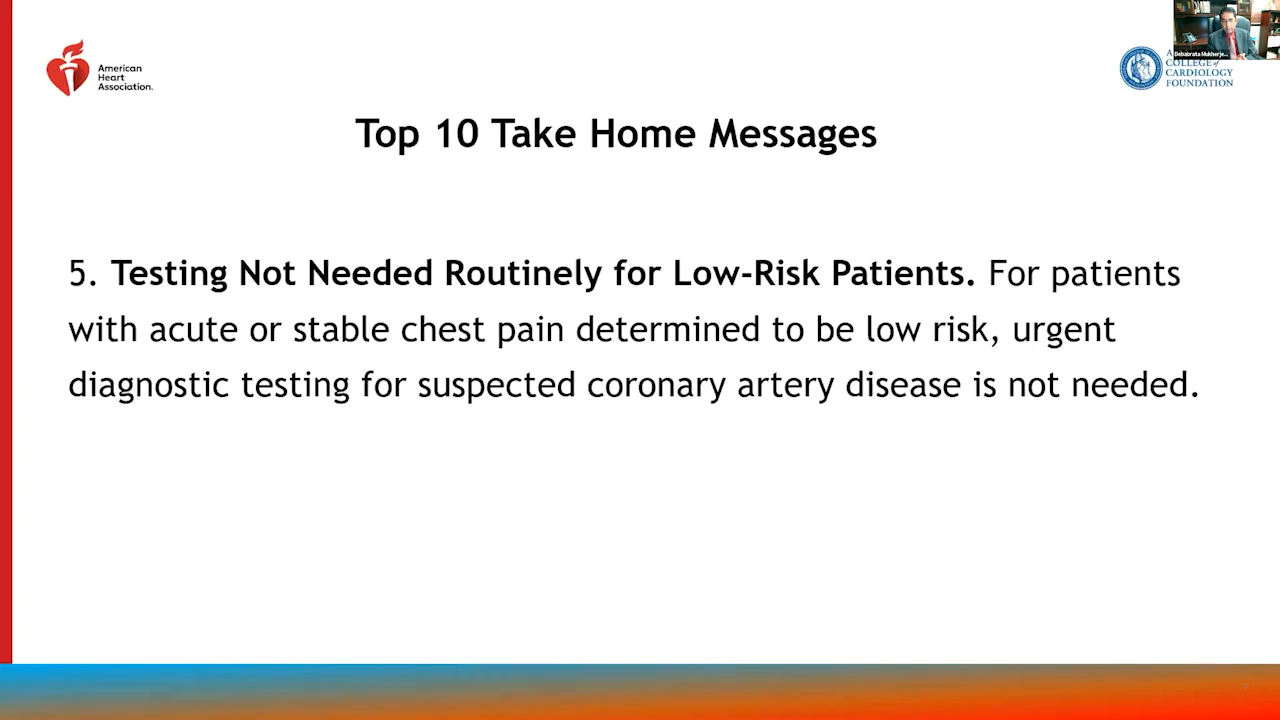 American
Heart
Association.
Debabrata Mukherje...
COLLEGE of
CARDIOLOGY
FOUNDATION
Top 10 Take Home Messages
5. Testing Not Needed Routinely for Low-Risk Patients. For patients
with acute or stable chest pain determined to be low risk, urgent
diagnostic testing for suspected coronary artery disease is not needed.